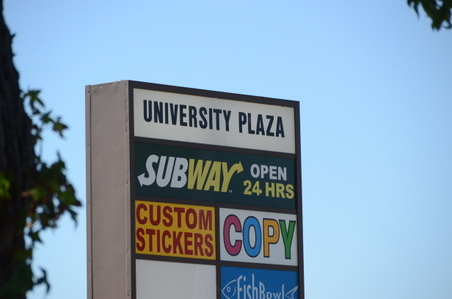 UNIVERSITY PLAZA
SUBWAY
OPEN
24 HRS
CUSTOM
STICKERS
COPY
FishBowl